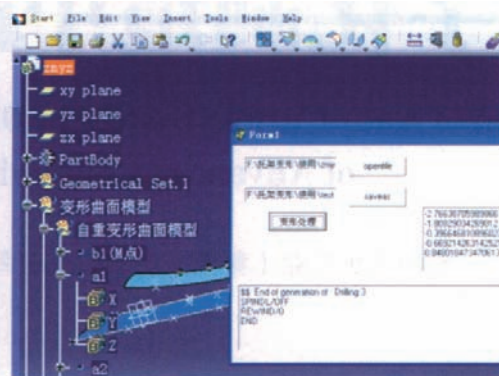 Start File Edit View Insert Tools Window Help
znyz
xy plane
yz plane
zx plane
PartBody
Geometrical Set.1
变形曲面模型
自重变形曲面模型
b1(M点)
a1
X
Y
Z
a2
Form1
openfile
saveas
变形处理
$$ End of generation of : Drilling 3
SPINDL/OFF
REWIND/0
END